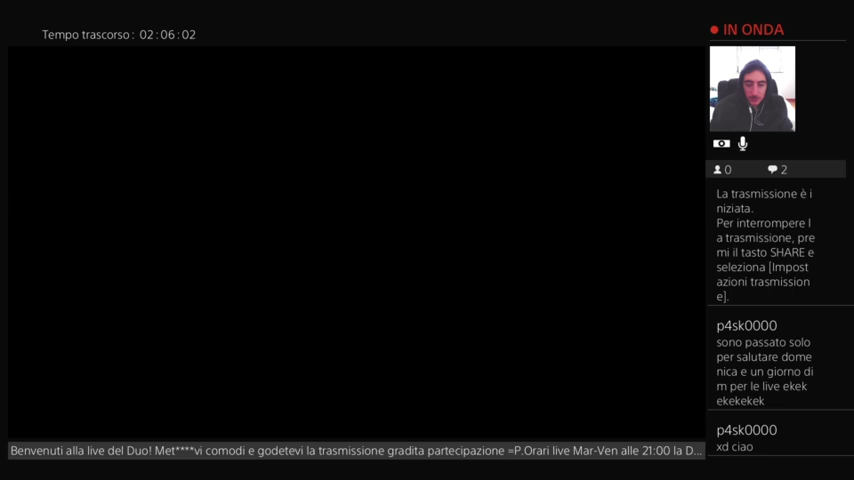 Tempo trascorso: 02:06:02
IN ONDA
0 2
La trasmissione è i
niziata.
Per interrompere l
a trasmissione, pre
mi il tasto SHARE e
seleziona [Impost
azioni trasmission
e].
p4sk0000
sono passato solo
per salutare dome
nica e un giorno di
m per le live ekek
ekekekek
p4sk0000
xd ciao
Benvenuti alla live del Duo! Met****vi comodi e godetevi la trasmissione gradita partecipazione =P.Orari live Mar-Ven alle 21:00 la D...